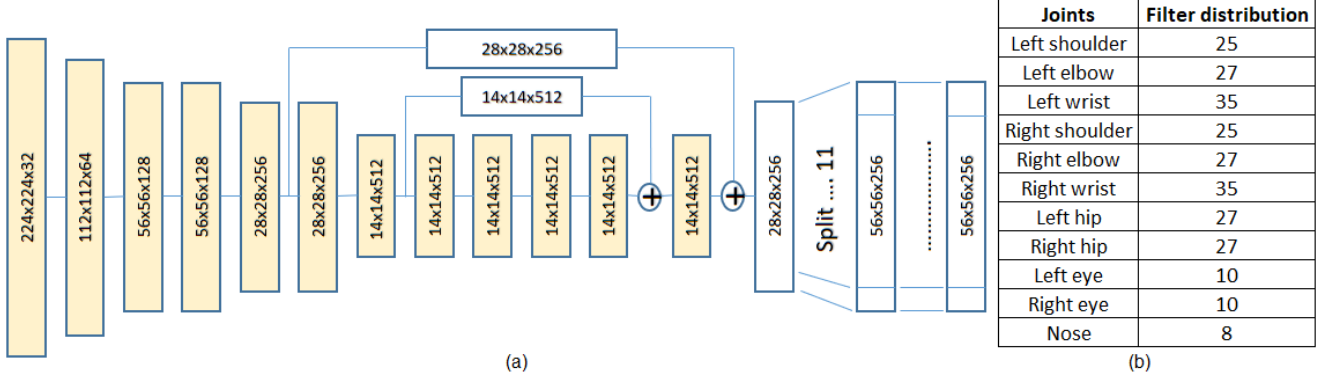 224x224x32
112x112x64
56x56x128
56x56x128
28x28x256
28x28x256
14x14x512
14x14x512
14x14x512
14x14x512
14x14x512
14x14x512
28x28x256
14x14x512
+
+
28x28x256
Split .... 11
56x56x256
....................
56x56x256
(a)
Joints Filter distribution
Left shoulder 25
Left elbow 27
Left wrist 35
Right shoulder 25
Right elbow 27
Right wrist 35
Left hip 27
Right hip 27
Left eye 10
Right eye 10
Nose 8
(b)